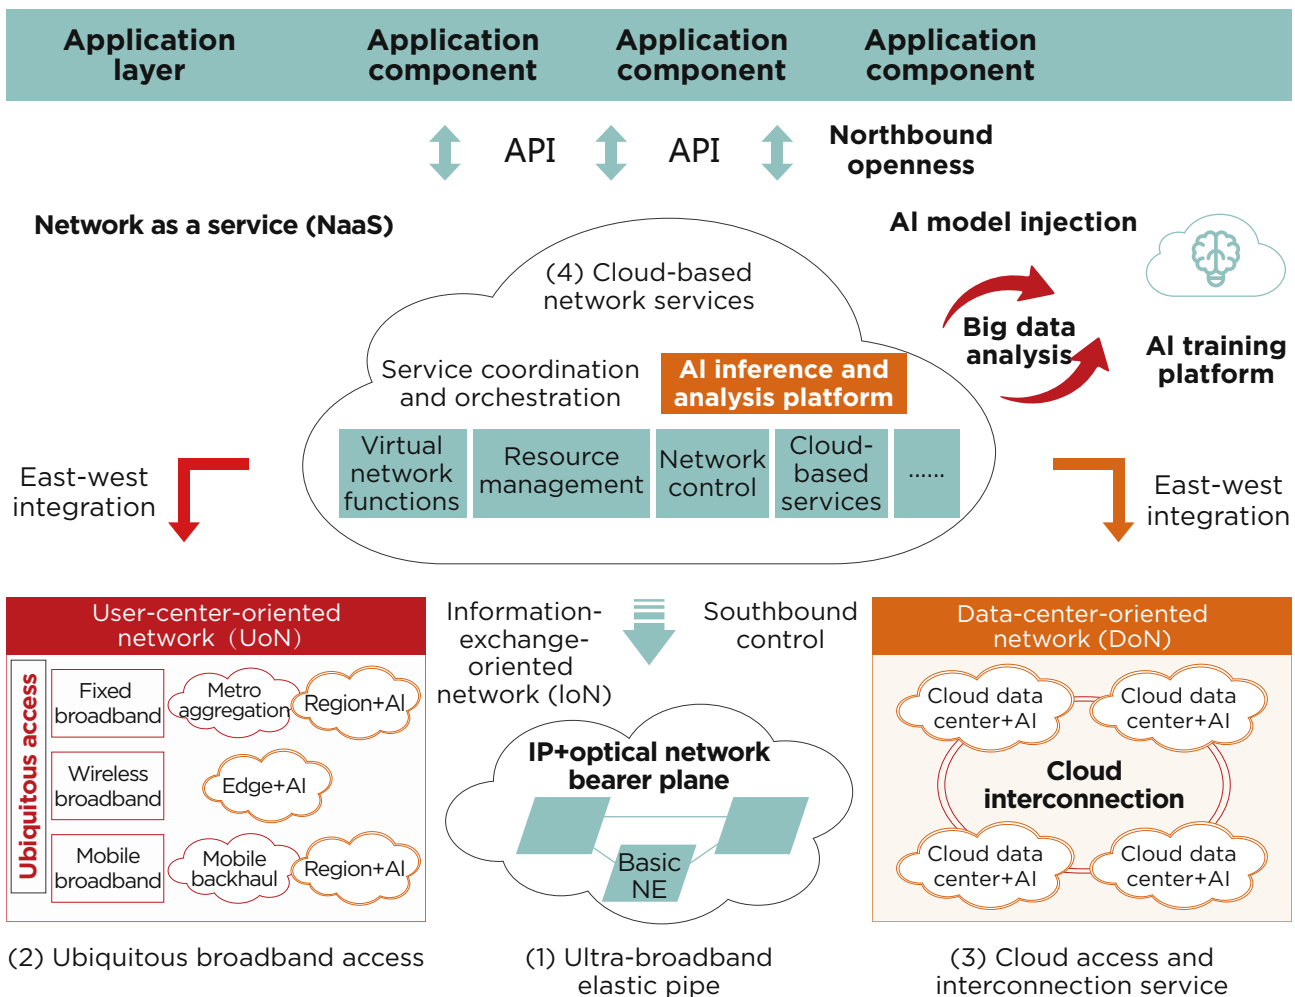 Application
layer
Application
component
Application
component
Application
component
API
API
Northbound
openness
Network as a service (NaaS)
AI model injection
(4) Cloud-based
network services
Big data
analysis
AI training
platform
Service coordination
and orchestration
AI inference and
analysis platform
Virtual
network
functions
Resource
management
Network
control
Cloud-
based
services
......
East-west
integration
East-west
integration
User-center-oriented
network (UoN)
Information-
exchange-
oriented
network (IoN)
Southbound
control
Data-center-oriented
network (DoN)
Ubiquitous access
Fixed
broadband
Metro
aggregation
Region+AI
Wireless
broadband
Edge+AI
Mobile
broadband
Mobile
backhaul
Region+AI
IP+optical network
bearer plane
Basic
NE
Cloud data
center+AI
Cloud data
center+AI
Cloud
interconnection
Cloud data
center+AI
Cloud data
center+AI
(2) Ubiquitous broadband access
(1) Ultra-broadband
elastic pipe
(3) Cloud access and
interconnection service